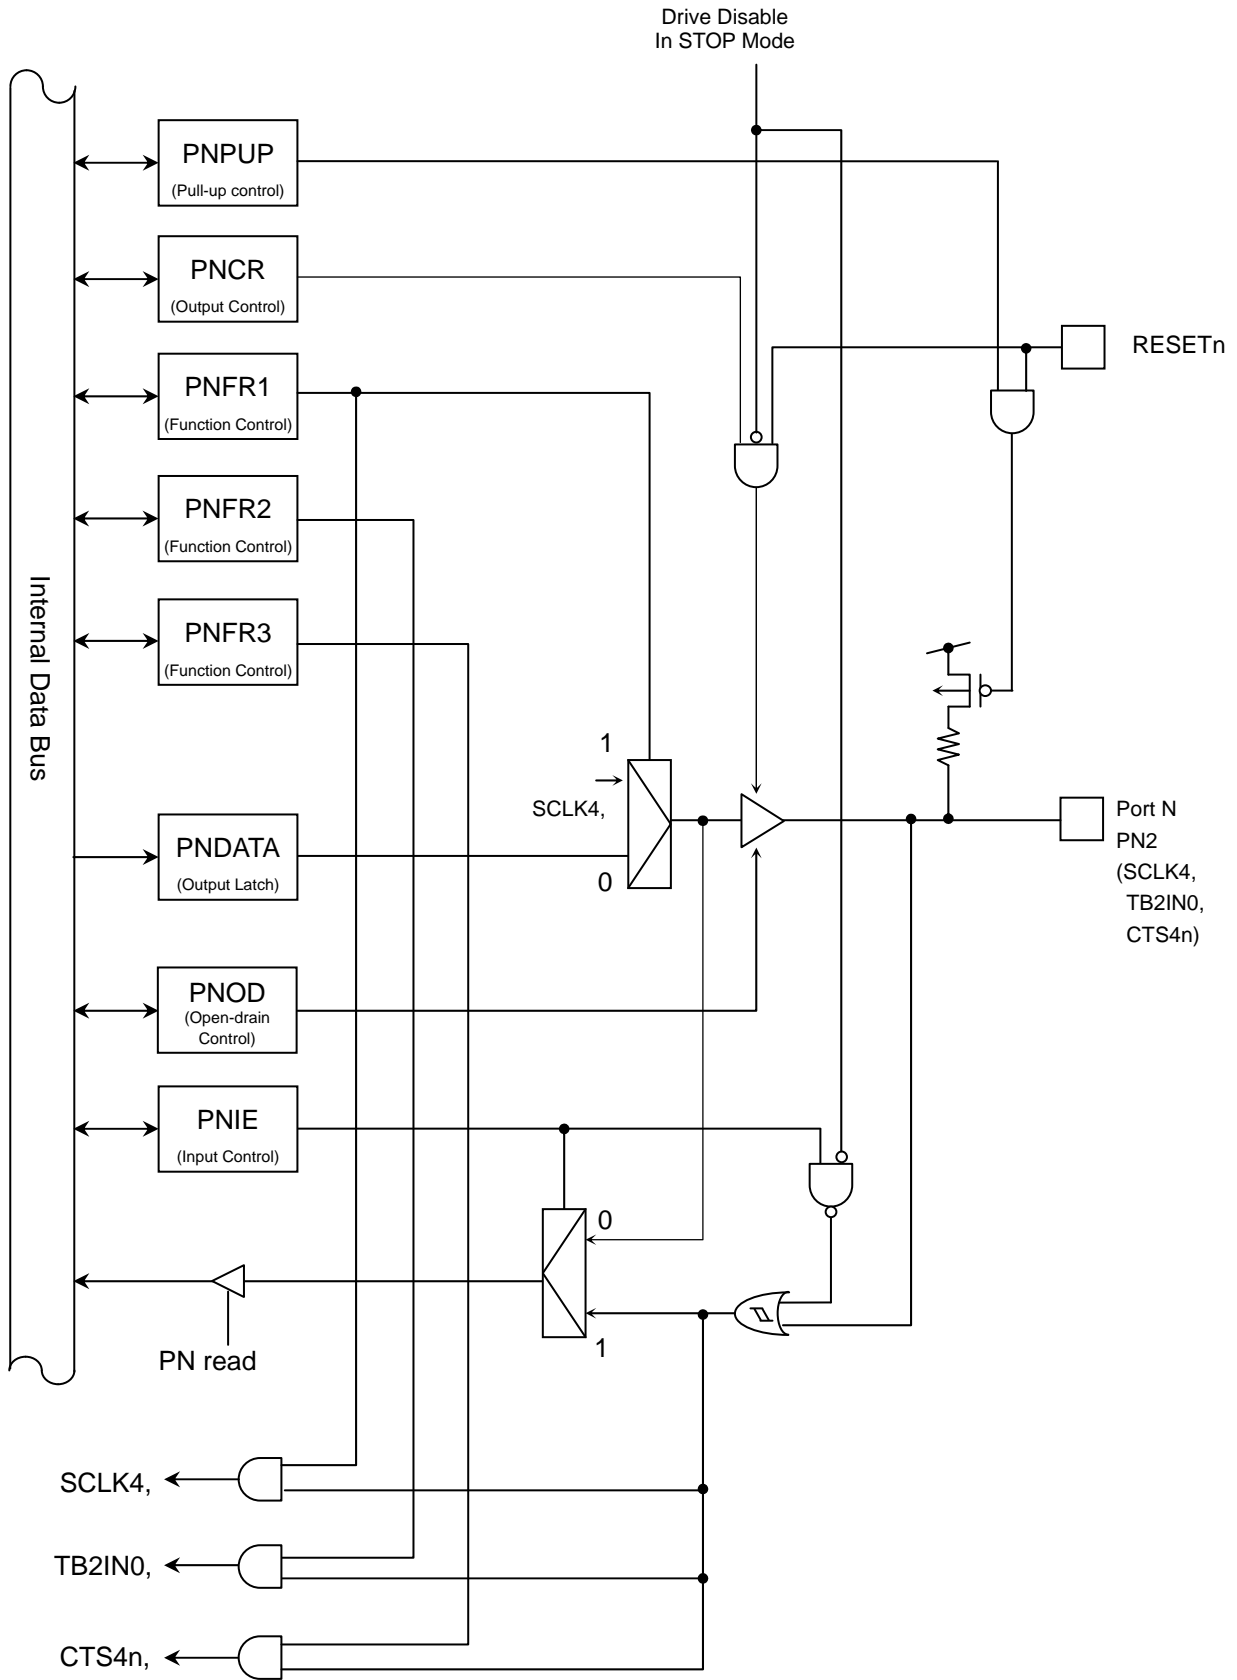 Drive Disable
In STOP Mode
PNPUP
(Pull-up control)
PNCR
(Output Control)
RESETn
PNFR1
(Function Control)
PNFR2
(Function Control)
Internal Data Bus
PNFR3
(Function Control)
1
SCLK4,
0
PNDATA
(Output Latch)
Port N
PN2
(SCLK4,
TB2IN0,
CTS4n)
PNOD
(Open-drain
Control)
PNIE
(Input Control)
0
1
PN read
SCLK4,
TB2IN0,
CTS4n,